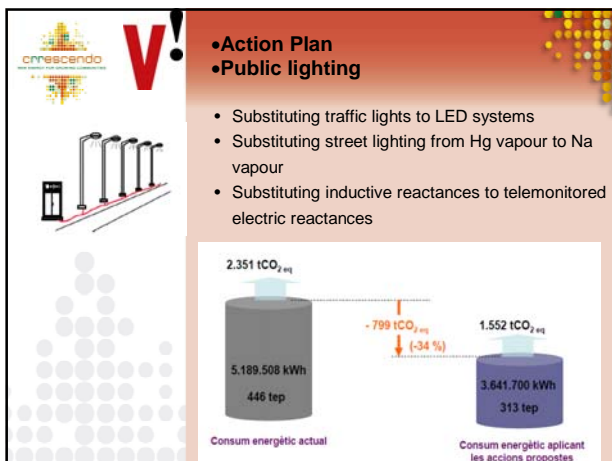 crrescendo
V!
•Action Plan
•Public lighting
• Substituting traffic lights to LED systems
• Substituting street lighting from Hg vapour to Na
vapour
• Substituting inductive reactances to telemonitored
electric reactances
2.351 tCO2 eq
- 799 tCO2 eq
(-34 %)
1.552 tCO2 eq
5.189.508 kWh
446 tep
3.641.700 kWh
313 tep
Consum energètic actual
Consum energètic aplicant
les accions propostes